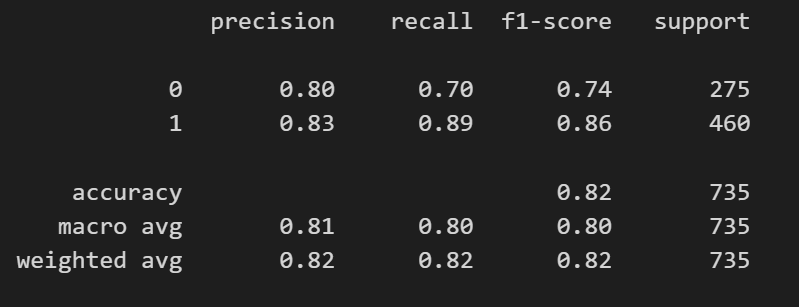 precision recall f1-score support
0 0.80 0.70 0.74 275
1 0.83 0.89 0.86 460
accuracy 0.82 735
macro avg 0.81 0.80 0.80 735
weighted avg 0.82 0.82 0.82 735